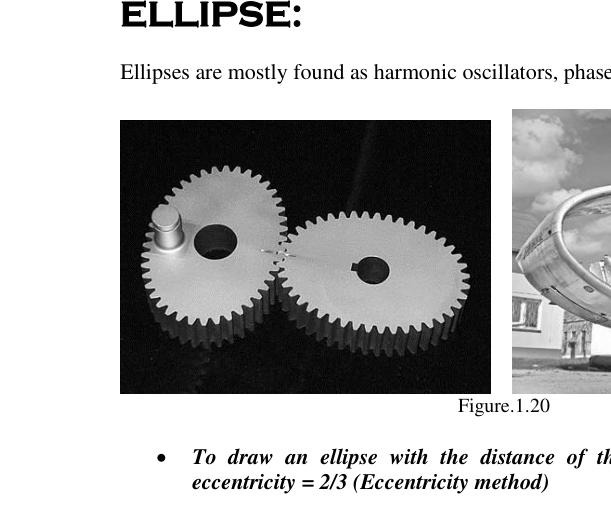 ELLIPSE:
Ellipses are mostly found as harmonic oscillators, phase
Figure.1.20
• To draw an ellipse with the distance of th
eccentricity = 2/3 (Eccentricity method)